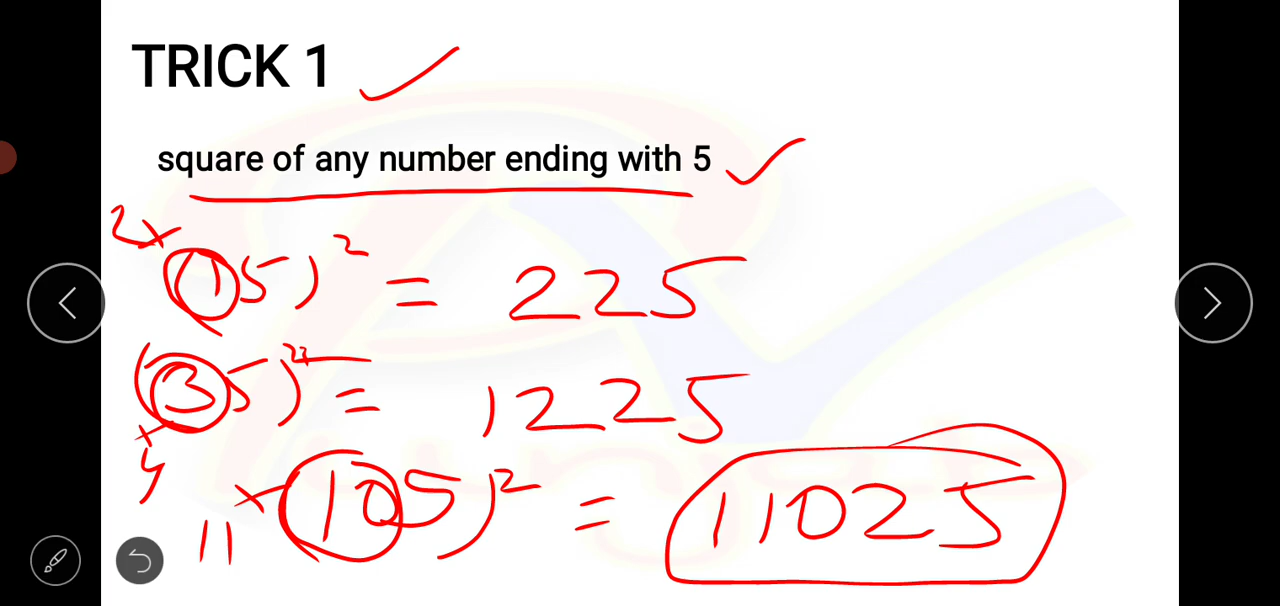 TRICK 1
square of any number ending with 5
2x
(15)² = 225
(35)² = 1225
x
4
11 x (105)² = 11025